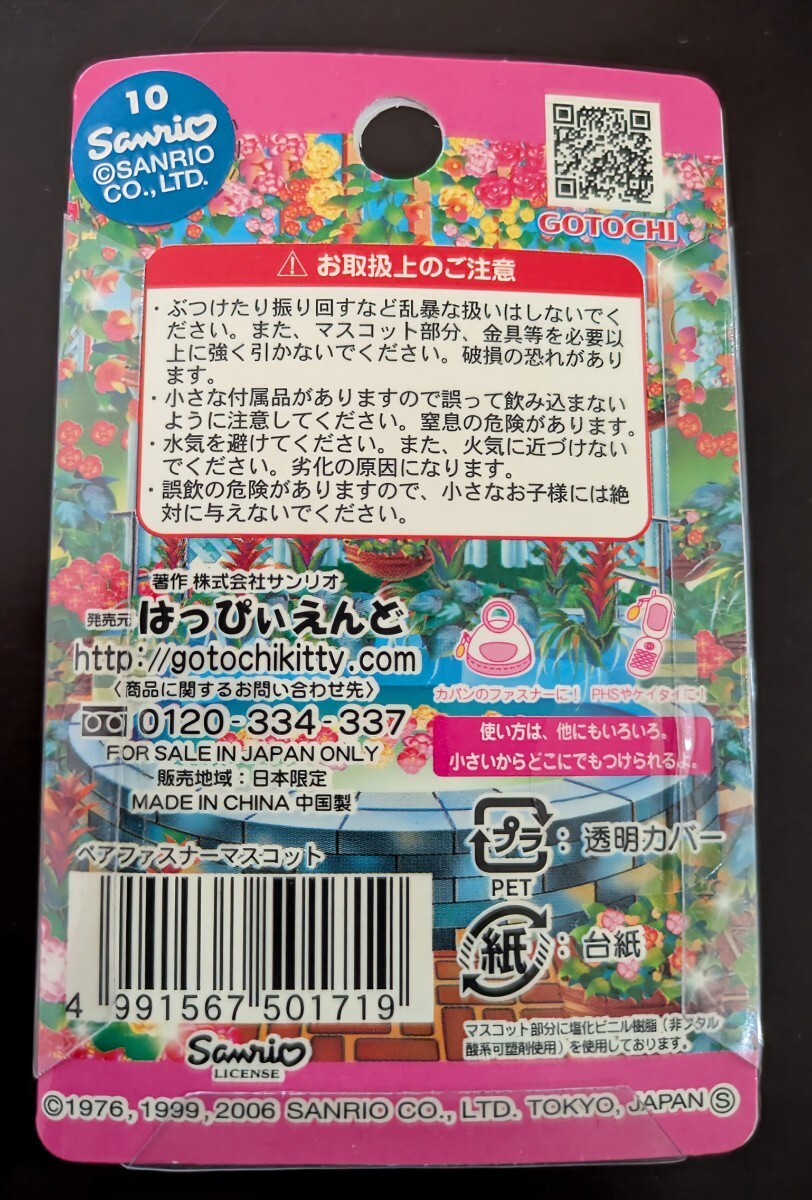 10
Sanrio
©SANRIO
CO., LTD.
GOTOCHI
⚠ お取扱上のご注意
・ぶつけたり振り回すなど乱暴な扱いはしないでく
ださい。また、マスコット部分、金具等を必要以
上に強く引かないでください。破損の恐れがあり
ます。
・小さな付属品がありますので誤って飲み込まない
ように注意してください。窒息の危険があります。
・水気を避けてください。また、火気に近づけない
でください。劣化の原因になります。
・誤飲の危険がありますので、小さなお子様には絶
対に与えないでください。
著作 株式会社サンリオ
発売元 はっぴぃえんど
http://gotochikitty.com
〈商品に関するお問い合わせ先〉
0120-334-337
FOR SALE IN JAPAN ONLY
販売地域：日本限定
MADE IN CHINA 中国製
カバンのファスナーに！ PHSやケイタイに！
使い方は、他にもいろいろ。
小さいからどこにでもつけられるよ。
ペアファスナーマスコット
プラ：透明カバー
PET
紙：台紙
4 991567 501719
マスコット部分に塩化ビニル樹脂（非フタル
酸系可塑剤使用）を使用しております。
Sanrio
LICENSE
©1976, 1999, 2006 SANRIO CO., LTD. TOKYO, JAPAN Ⓢ